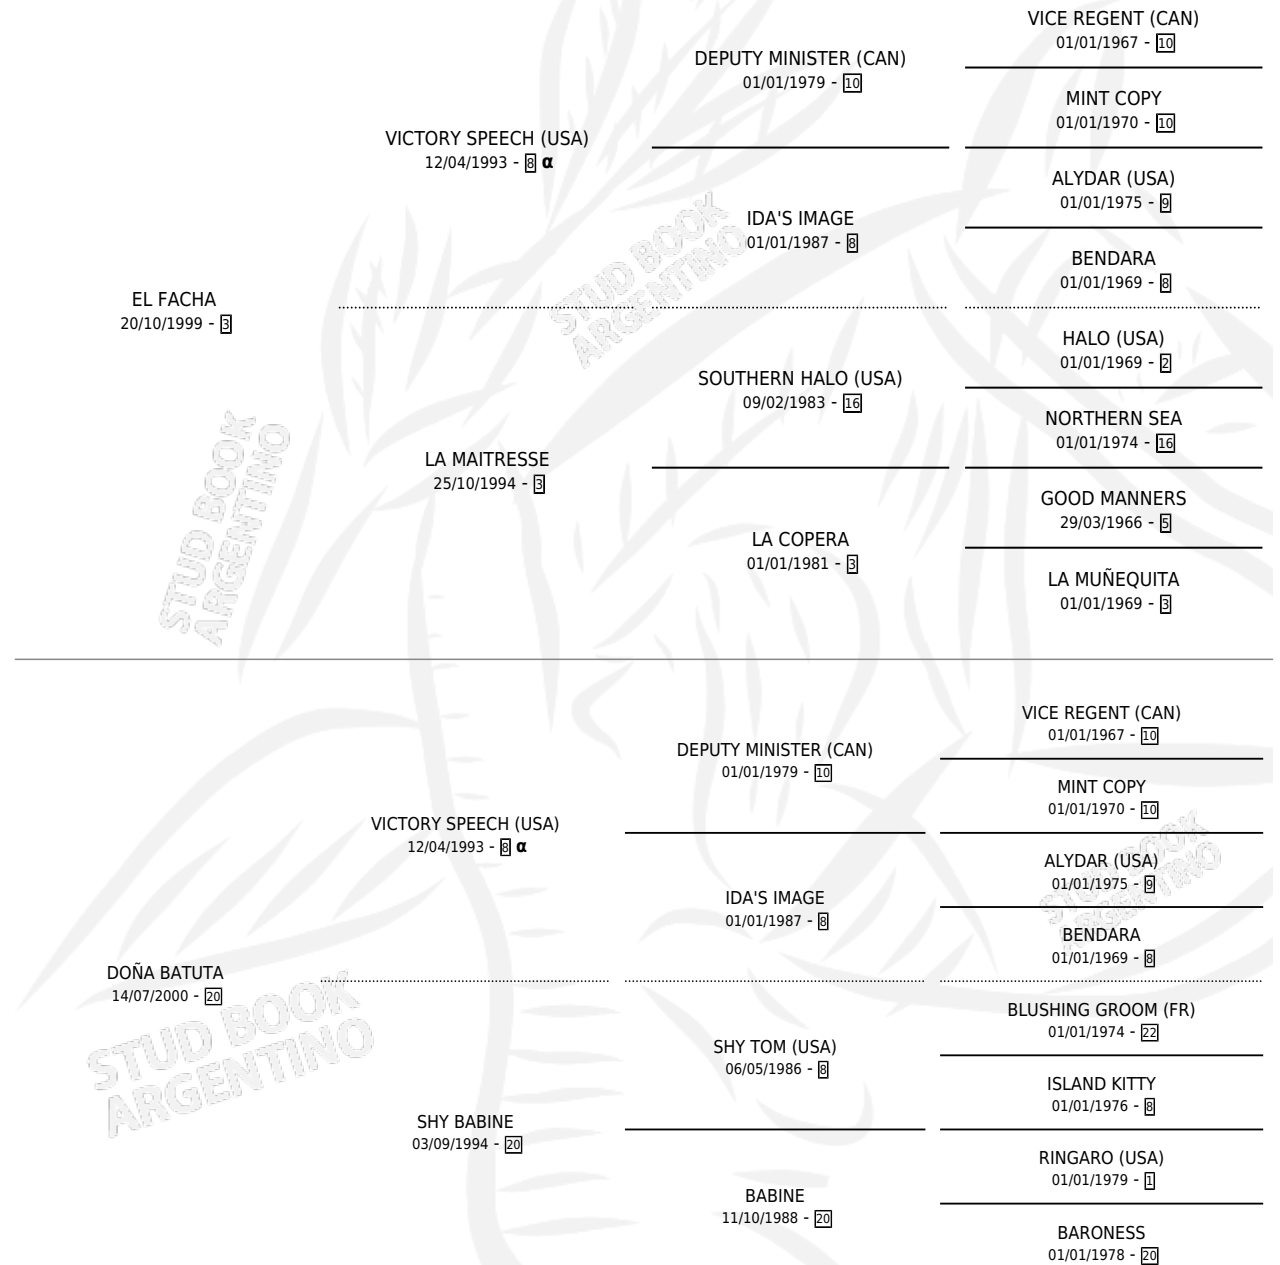 VICE REGENT (CAN)
01/01/1967 - 10
DEPUTY MINISTER (CAN)
01/01/1979 - 10
MINT COPY
01/01/1970 - 10
VICTORY SPEECH (USA)
12/04/1993 - 8 α
ALYDAR (USA)
01/01/1975 - 9
IDA'S IMAGE
01/01/1987 - 8
BENDARA
01/01/1969 - 8
EL FACHA
20/10/1999 - 3
HALO (USA)
01/01/1969 - 2
SOUTHERN HALO (USA)
09/02/1983 - 16
NORTHERN SEA
01/01/1974 - 16
LA MAITRESSE
25/10/1994 - 3
GOOD MANNERS
29/03/1966 - 5
LA COPERA
01/01/1981 - 3
LA MUÑEQUITA
01/01/1969 - 3
STUD BOOK
ARGENTINO
STUD BOOK
ARGENTINO
VICE REGENT (CAN)
01/01/1967 - 10
DEPUTY MINISTER (CAN)
01/01/1979 - 10
MINT COPY
01/01/1970 - 10
VICTORY SPEECH (USA)
12/04/1993 - 8 α
ALYDAR (USA)
01/01/1975 - 9
IDA'S IMAGE
01/01/1987 - 8
BENDARA
01/01/1969 - 8
DOÑA BATUTA
14/07/2000 - 20
BLUSHING GROOM (FR)
01/01/1974 - 22
SHY TOM (USA)
06/05/1986 - 8
ISLAND KITTY
01/01/1976 - 8
SHY BABINE
03/09/1994 - 20
RINGARO (USA)
01/01/1979 - 1
BABINE
11/10/1988 - 20
BARONESS
01/01/1978 - 20
STUD BOOK
ARGENTINO
STUD BOOK
ARGENTINO